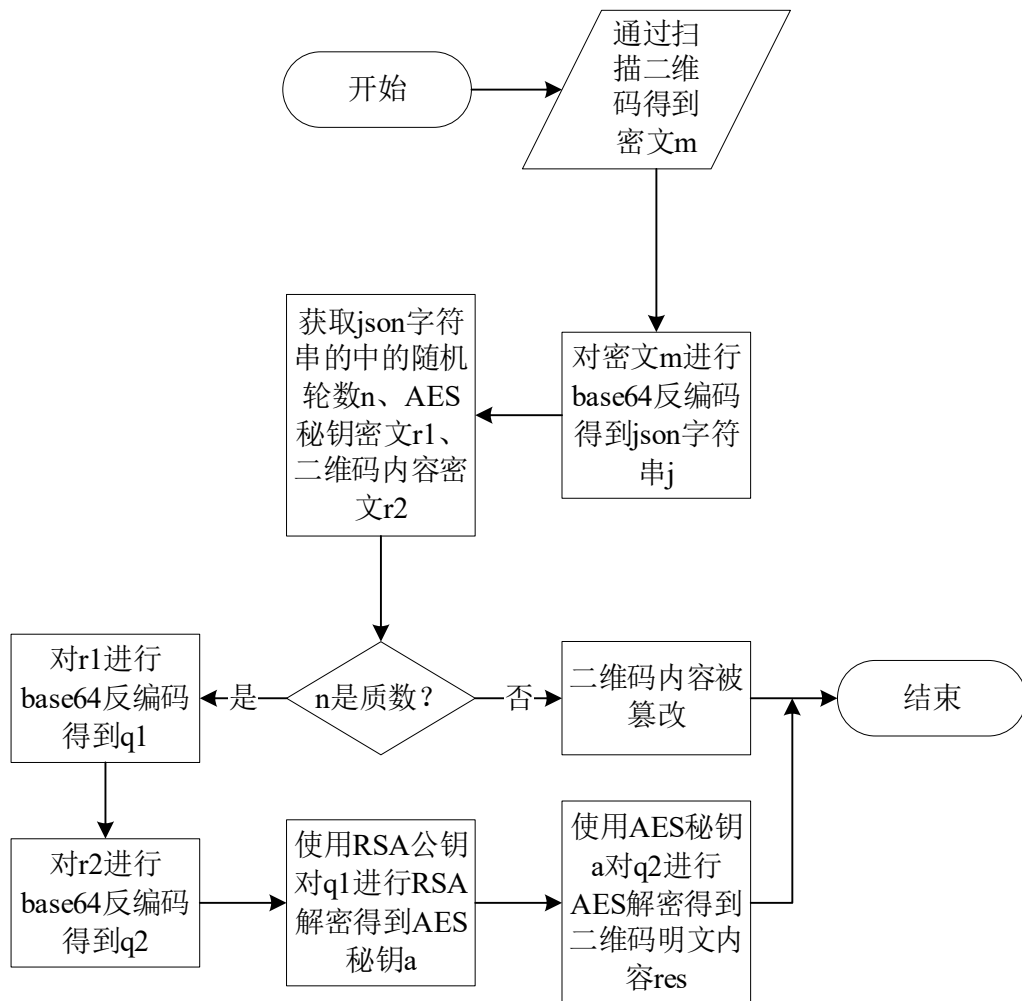 开始
通过扫
描二维
码得到
密文m
对密文m进行
base64反编码
得到json字符
串j
获取json字符
串的中的随机
轮数n、AES
秘钥密文r1、
二维码内容密
文r2
n是质数？
是
否
二维码内容被
篡改
结束
对r1进行
base64反编码
得到q1
对r2进行
base64反编码
得到q2
使用RSA公钥
对q1进行RSA
解密得到AES
秘钥a
使用AES秘钥
a对q2进行
AES解密得到
二维码明文内
容res